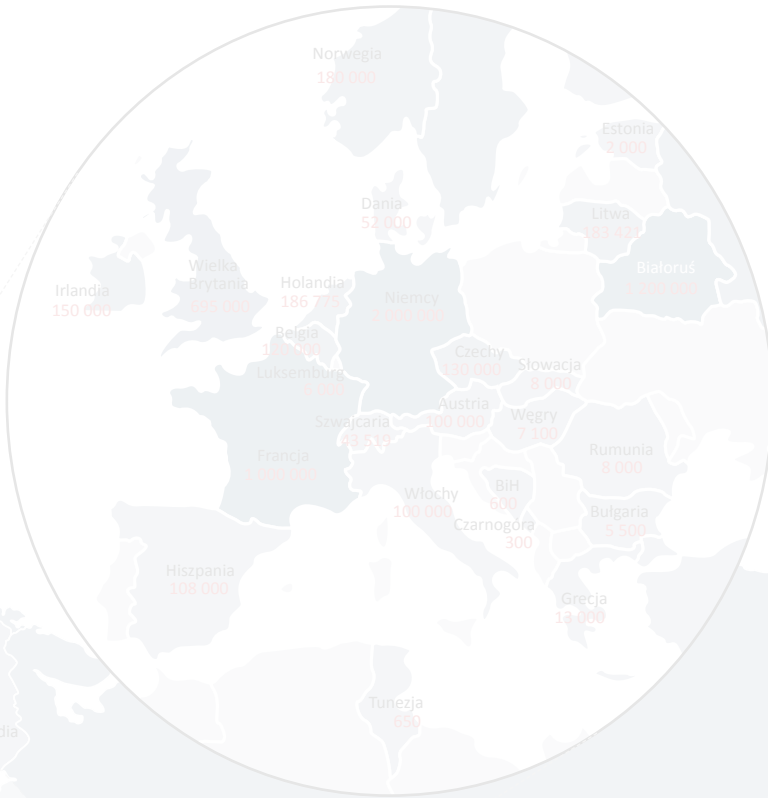 Norwegia
180 000
Estonia
2 000
Dania
52 000
Litwa
183 421
Białoruś
Irlandia
150 000
Wielka
Brytania
695 000
Holandia
186 775
Niemcy
Belgia
Luksemburg
Czechy
130 000
Słowacja
8 000
Austria
100 000
Węgry
7 100
Szwajcaria
43 519
Francja
Rumunia
8 000
Włochy
100 000
BiH
600
Czarnogóra
300
Bułgaria
5 500
Hiszpania
108 000
Grecja
13 000
Tunezja
650